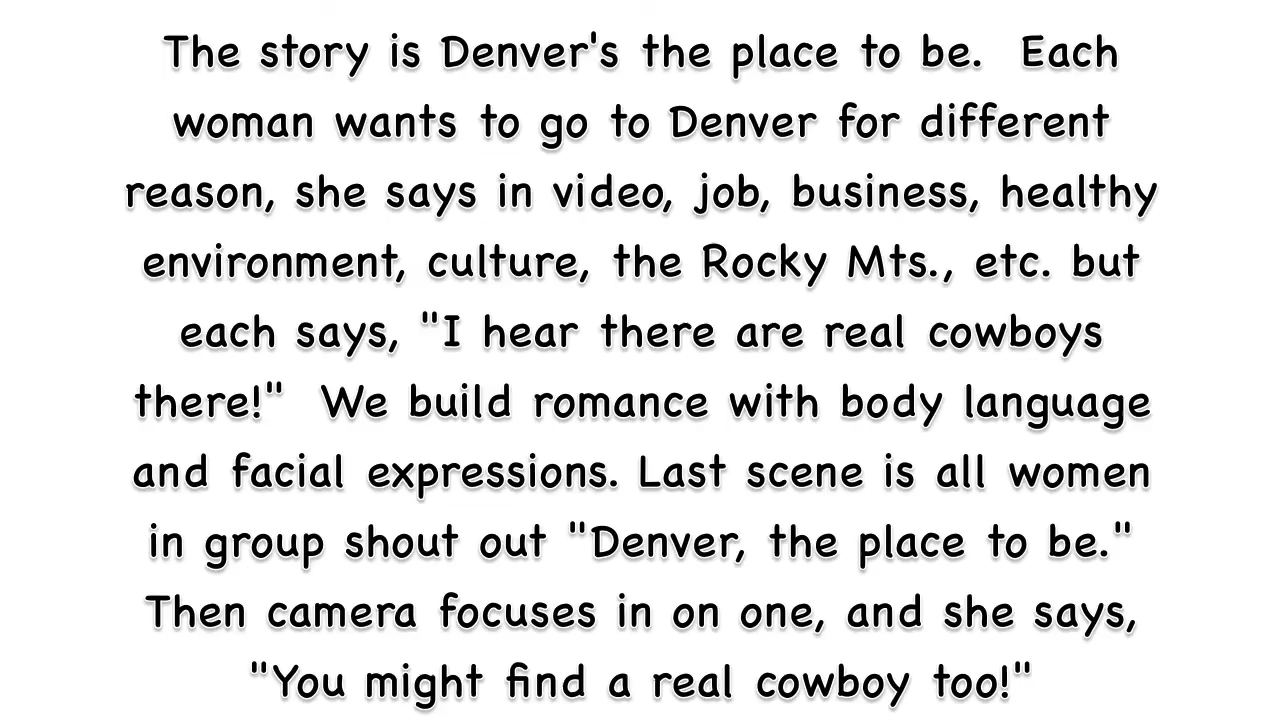 The story is Denver's the place to be.  Each
woman wants to go to Denver for different
reason, she says in video, job, business, healthy
environment, culture, the Rocky Mts., etc. but
each says, "I hear there are real cowboys
there!"  We build romance with body language
and facial expressions. Last scene is all women
in group shout out "Denver, the place to be."
Then camera focuses in on one, and she says,
"You might find a real cowboy too!"